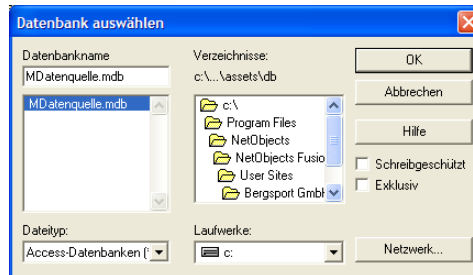 Datenbank auswählen
Datenbankname
MDatenquelle.mdb
MDatenquelle.mdb
Verzeichnisse:
c:\...\assets\db
c:\
Program Files
NetObjects
NetObjects Fusio
User Sites
Bergsport Gmbl
OK
Abbrechen
Hilfe
Schreibgeschützt
Exklusiv
Dateityp:
Access-Datenbanken (*
Laufwerke:
c:
Netzwerk...